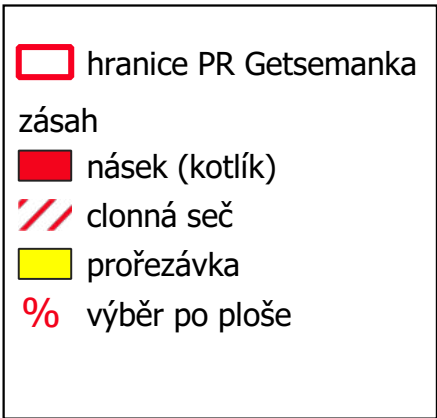 hranice PR Getsemanka
zásah
násek (kotlík)
clonná seč
prořezávka
% výběr po ploše